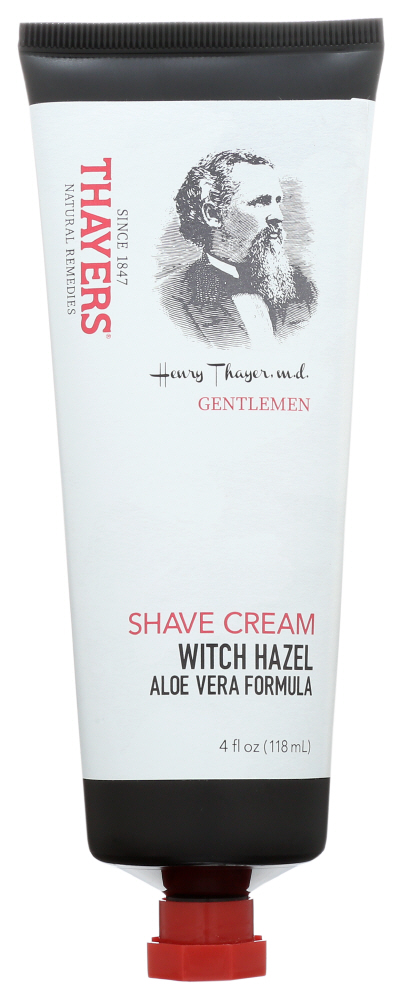 SINCE 1847
THAYERS®
NATURAL REMEDIES
Henry Thayer, m.d.
GENTLEMEN
SHAVE CREAM
WITCH HAZEL
ALOE VERA FORMULA
4 fl oz (118 mL)